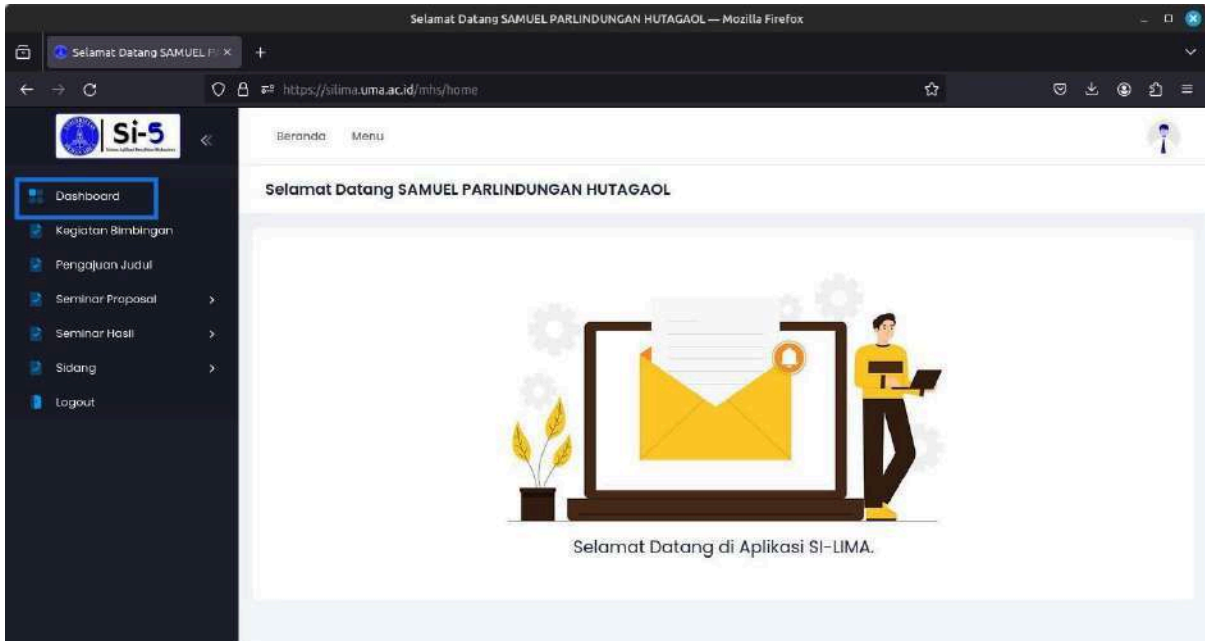 Selamat Datang SAMUEL PARLINDUNGAN HUTAGAOL — Mozilla Firefox
Selamat Datang SAMUEL
https://silima.uma.ac.id/mhs/home
Si-5
Beranda Menu
Selamat Datang SAMUEL PARLINDUNGAN HUTAGAOL
Dashboard
Kegiatan Bimbingan
Pengajuan Judul
Seminar Proposal
Seminar Hasil
Sidang
Logout
Selamat Datang di Aplikasi SI-LIMA.